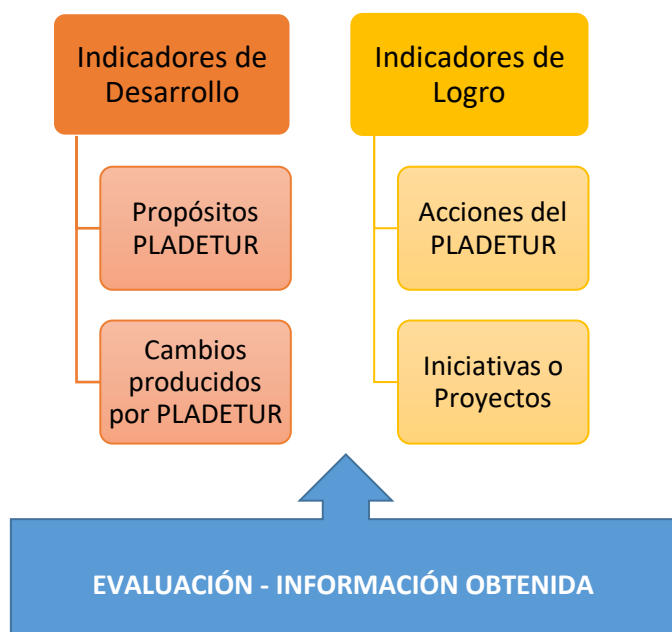 Indicadores de
Desarrollo
Propósitos
PLADETUR
Cambios
producidos
por PLADETUR
Indicadores de
Logro
Acciones del
PLADETUR
Iniciativas o
Proyectos
EVALUACIÓN - INFORMACIÓN OBTENIDA